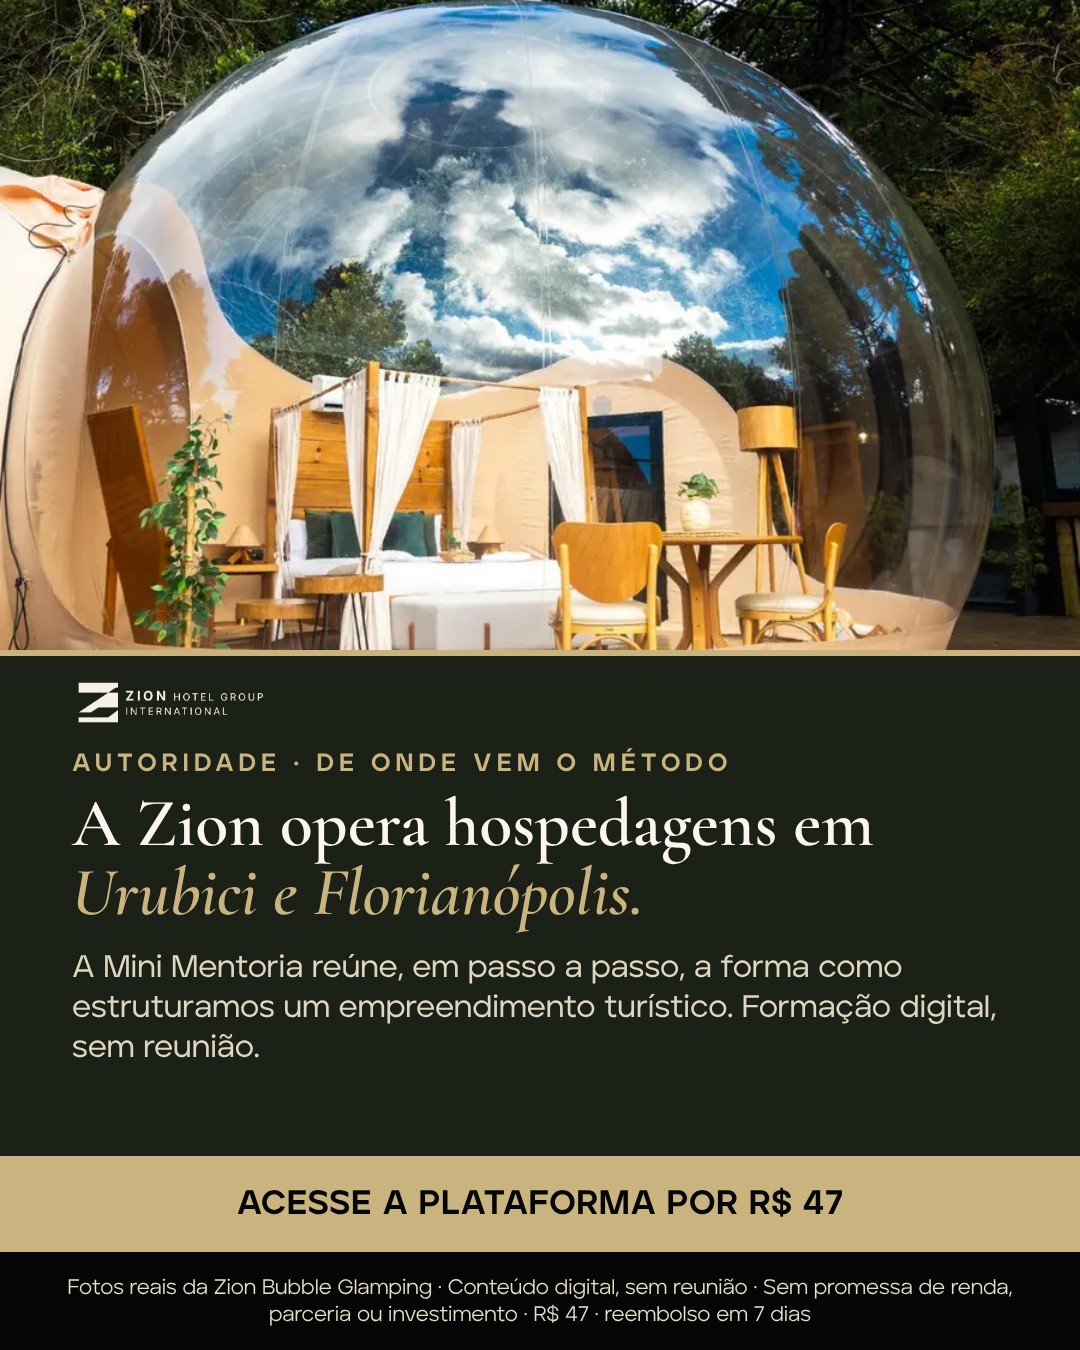 ZION HOTEL GROUP
INTERNATIONAL
AUTORIDADE · DE ONDE VEM O MÉTODO
A Zion opera hospedagens em
Urubici e Florianópolis.
A Mini Mentoria reúne, em passo a passo, a forma como
estruturamos um empreendimento turístico. Formação digital,
sem reunião.
ACESSE A PLATAFORMA POR R$ 47
Fotos reais da Zion Bubble Glamping · Conteúdo digital, sem reunião · Sem promessa de renda,
parceria ou investimento · R$ 47 · reembolso em 7 dias